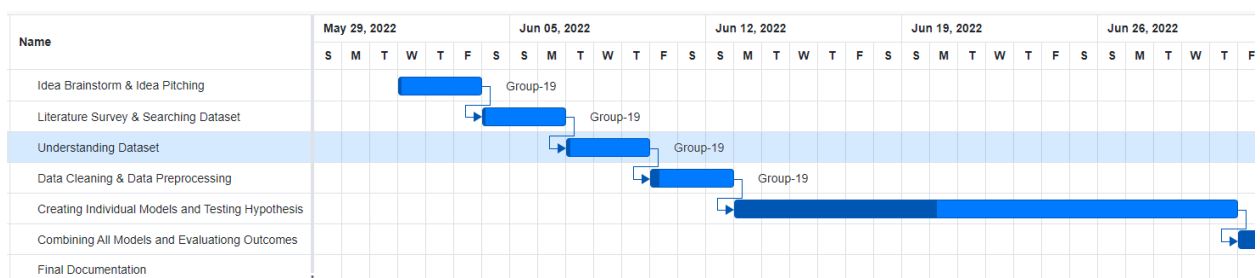 Name
May 29, 2022 Jun 05, 2022 Jun 12, 2022 Jun 19, 2022 Jun 26, 2022
S M T W T F S S M T W T F S S M T W T F S S M T W T F S S M T W T F
Idea Brainstorm & Idea Pitching Group-19
Literature Survey & Searching Dataset Group-19
Understanding Dataset Group-19
Data Cleaning & Data Preprocessing Group-19
Creating Individual Models and Testing Hypothesis
Combining All Models and Evaluationg Outcomes
Final Documentation